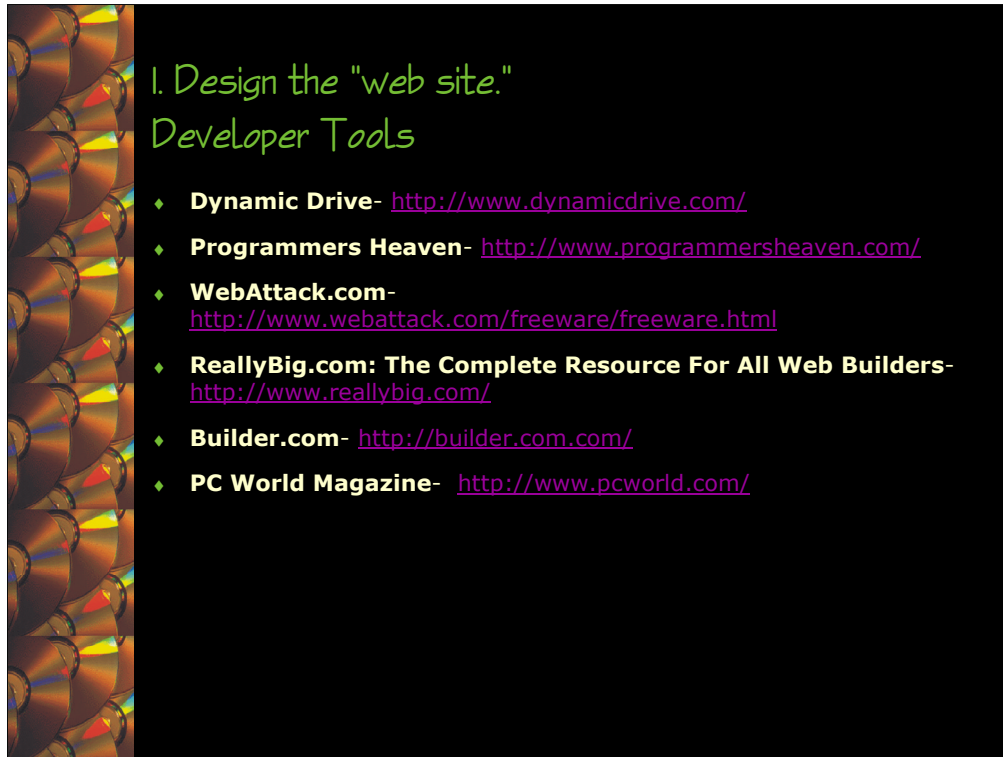 1. Design the "web site."
Developer Tools
♦ Dynamic Drive- http://www.dynamicdrive.com/
♦ Programmers Heaven- http://www.programmersheaven.com/
♦ WebAttack.com-
http://www.webattack.com/freeware/freeware.html
♦ ReallyBig.com: The Complete Resource For All Web Builders-
http://www.reallybig.com/
♦ Builder.com- http://builder.com.com/
♦ PC World Magazine- http://www.pcworld.com/